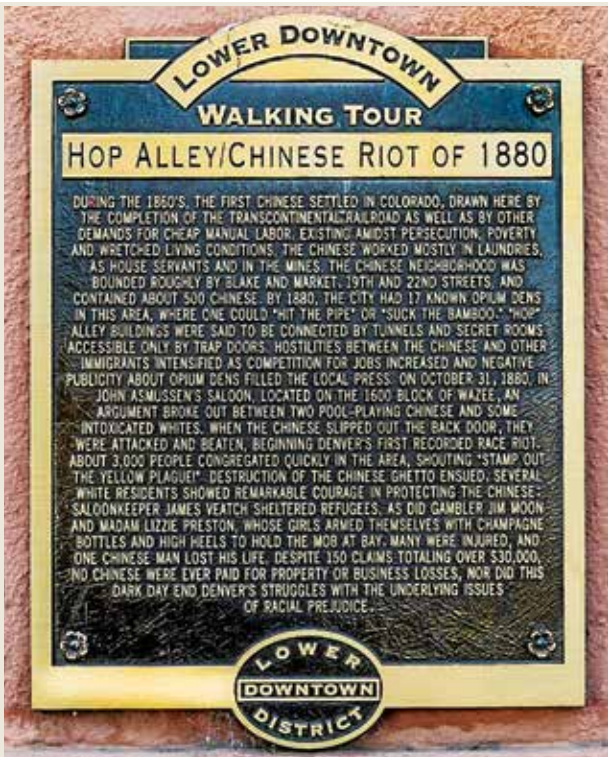 LOWER DOWNTOWN
WALKING TOUR
HOP ALLEY/CHINESE RIOT OF 1880
DURING THE 1860'S, THE FIRST CHINESE SETTLED IN COLORADO, DRAWN HERE BY
THE COMPLETION OF THE TRANSCONTINENTAL RAILROAD AS WELL AS BY OTHER
DEMANDS FOR CHEAP MANUAL LABOR. EXISTING AMIDST PERSECUTION, POVERTY
AND WRETCHED LIVING CONDITIONS, THE CHINESE WORKED MOSTLY IN LAUNDRIES,
AS HOUSE SERVANTS AND IN THE MINES. THE CHINESE NEIGHBORHOOD WAS
BOUNDED ROUGHLY BY BLAKE AND MARKET, 19TH AND 22ND STREETS, AND
CONTAINED ABOUT 500 CHINESE. BY 1880, THE CITY HAD 17 KNOWN OPIUM DENS
IN THIS AREA, WHERE ONE COULD "HIT THE PIPE" OR "SUCK THE BAMBOO." "HOP"
ALLEY BUILDINGS WERE SAID TO BE CONNECTED BY TUNNELS AND SECRET ROOMS
ACCESSIBLE ONLY BY TRAP DOORS. HOSTILITIES BETWEEN THE CHINESE AND OTHER
IMMIGRANTS INTENSIFIED AS COMPETITION FOR JOBS INCREASED AND NEGATIVE
PUBLICITY ABOUT OPIUM DENS FILLED THE LOCAL PRESS. ON OCTOBER 31, 1880, IN
JOHN ASMUSSEN'S SALOON, LOCATED ON THE 1600 BLOCK OF WAZEE, AN
ARGUMENT BROKE OUT BETWEEN TWO POOL-PLAYING CHINESE AND SOME
INTOXICATED WHITES. WHEN THE CHINESE SLIPPED OUT THE BACK DOOR, THEY
WERE ATTACKED AND BEATEN, BEGINNING DENVER'S FIRST RECORDED RACE RIOT.
ABOUT 3,000 PEOPLE CONGREGATED QUICKLY IN THE AREA, SHOUTING "STAMP OUT
THE YELLOW PLAGUE!" DESTRUCTION OF THE CHINESE GHETTO ENSUED. SEVERAL
WHITE RESIDENTS SHOWED REMARKABLE COURAGE IN PROTECTING THE CHINESE:
SALOONKEEPER JAMES VEATCH SHELTERED REFUGEES, AS DID GAMBLER JIM MOON
AND MADAM LIZZIE PRESTON, WHOSE GIRLS ARMED THEMSELVES WITH CHAMPAGNE
BOTTLES AND HIGH HEELS TO HOLD THE MOB AT BAY. MANY WERE INJURED, AND
ONE CHINESE MAN LOST HIS LIFE. DESPITE 150 CLAIMS TOTALING OVER $30,000,
NO CHINESE WERE EVER PAID FOR PROPERTY OR BUSINESS LOSSES, NOR DID THIS
DARK DAY END DENVER'S STRUGGLES WITH THE UNDERLYING ISSUES
OF RACIAL PREJUDICE.
LOWER
DOWNTOWN
DISTRICT